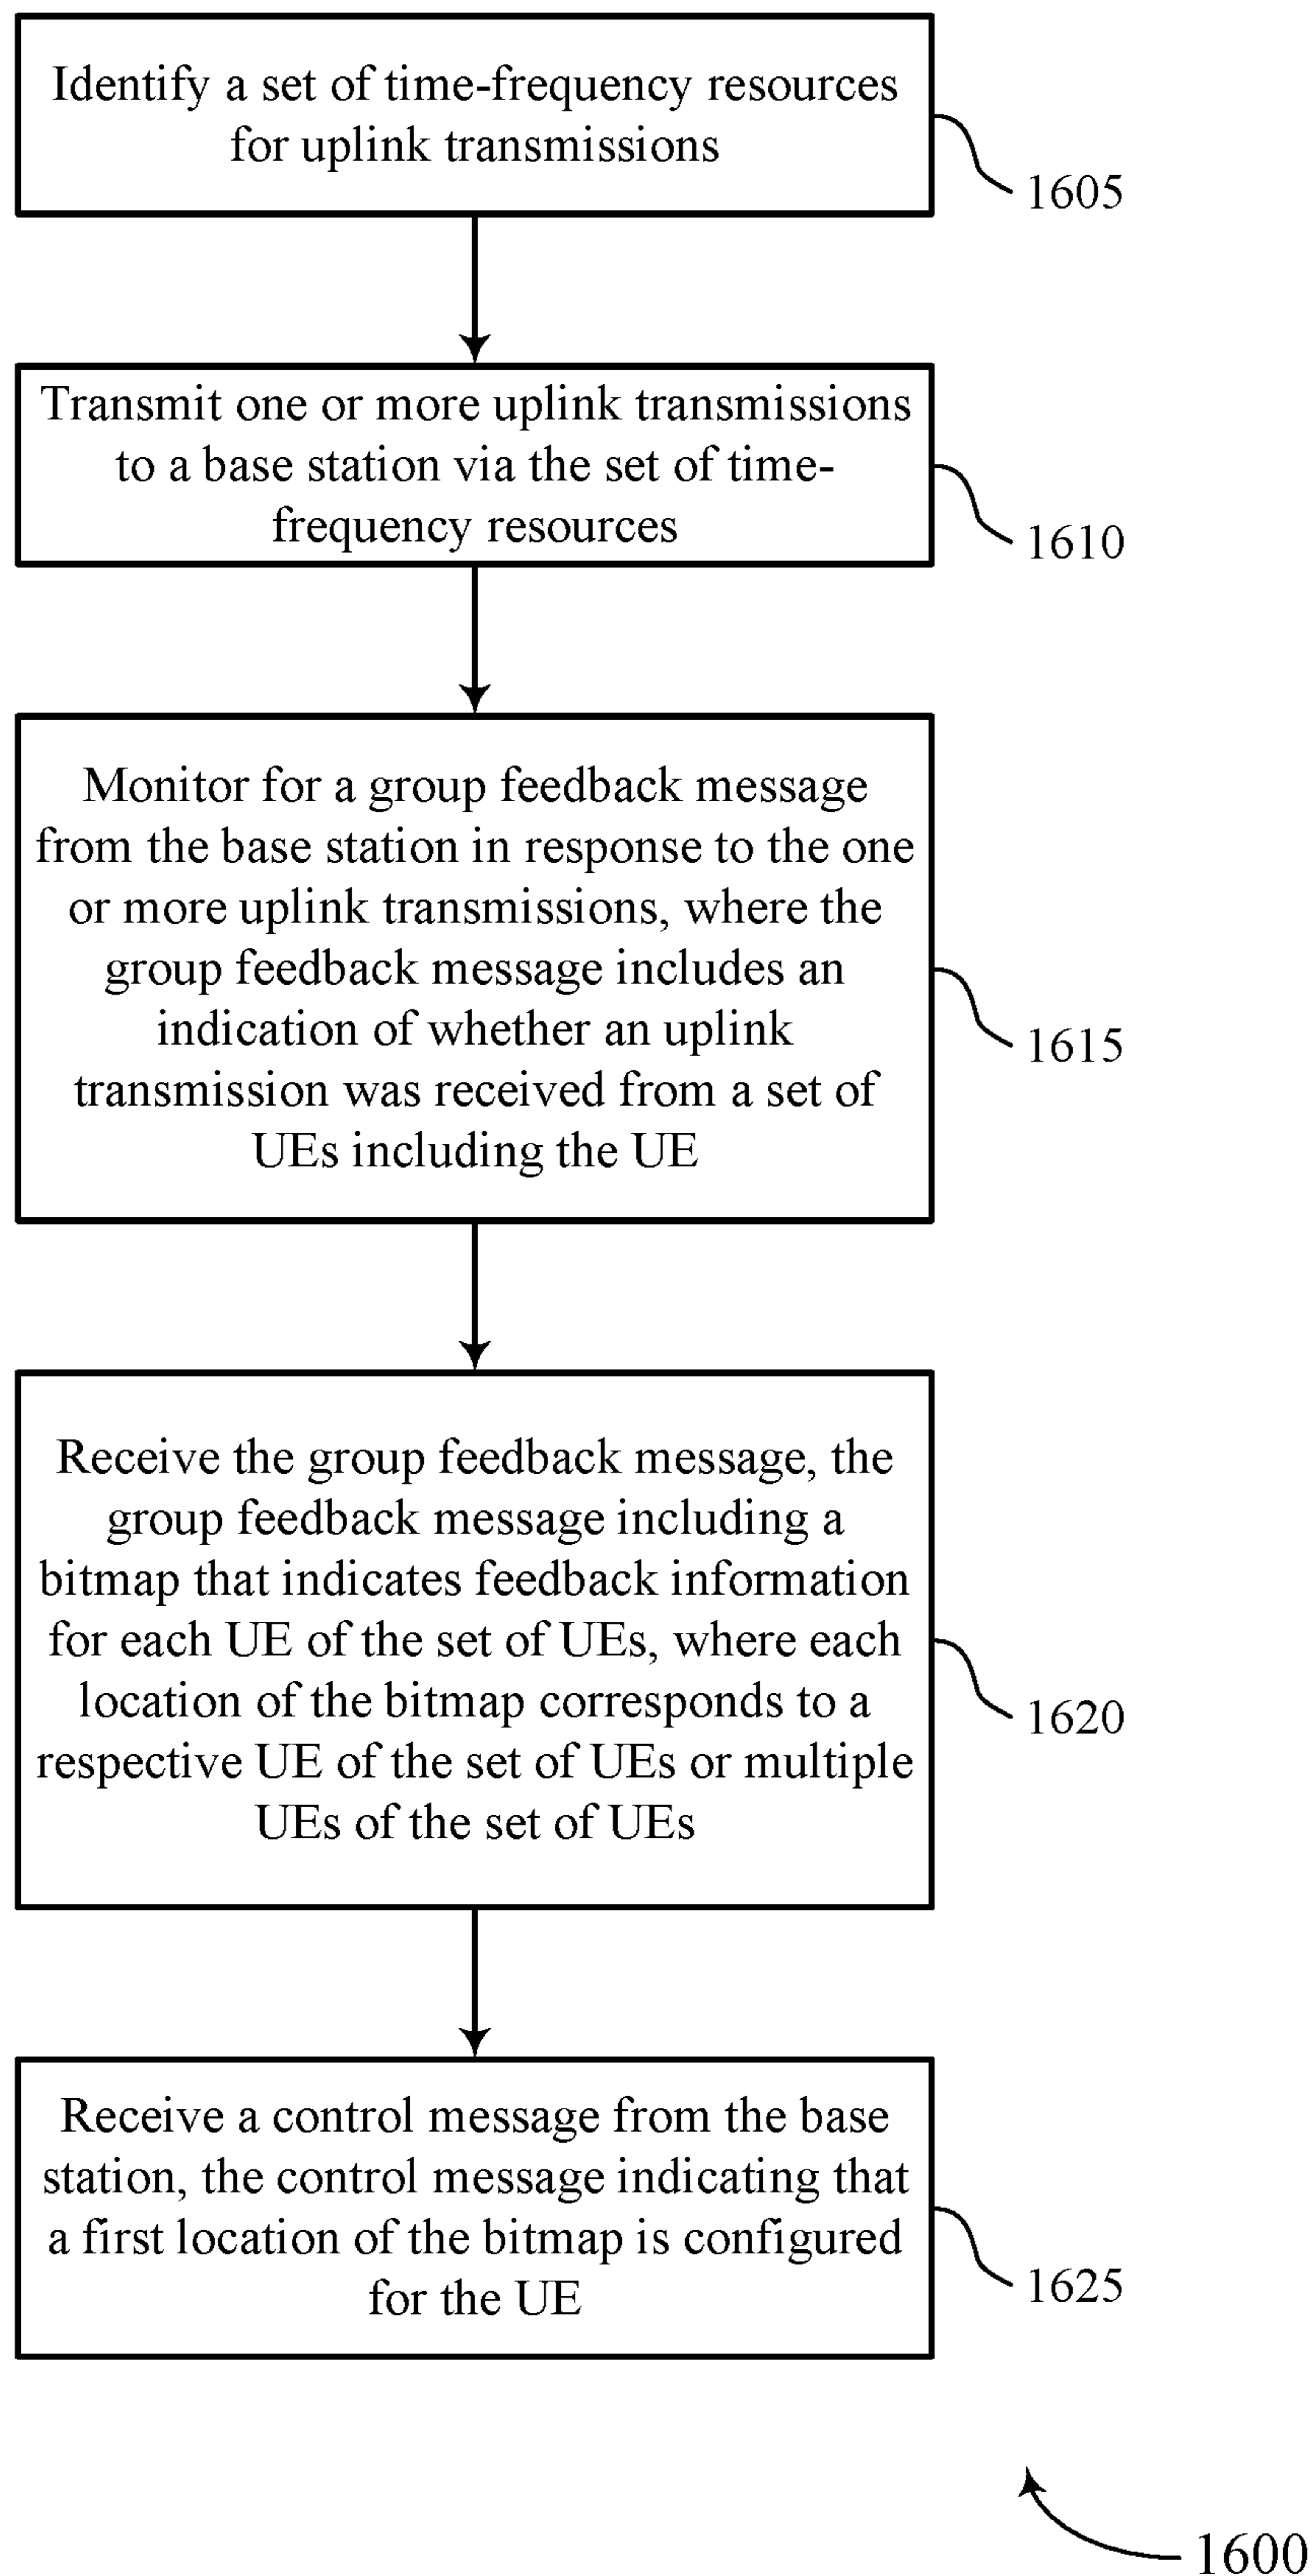 Identify a set of time-frequency resources
for uplink transmissions
1605
Transmit one or more uplink transmissions
to a base station via the set of time-
frequency resources
1610
Monitor for a group feedback message
from the base station in response to the one
or more uplink transmissions, where the
group feedback message includes an
indication of whether an uplink
transmission was received from a set of
UEs including the UE
1615
Receive the group feedback message, the
group feedback message including a
bitmap that indicates feedback information
for each UE of the set of UEs, where each
location of the bitmap corresponds to a
respective UE of the set of UEs or multiple
UEs of the set of UEs
1620
Receive a control message from the base
station, the control message indicating that
a first location of the bitmap is configured
for the UE
1625
1600